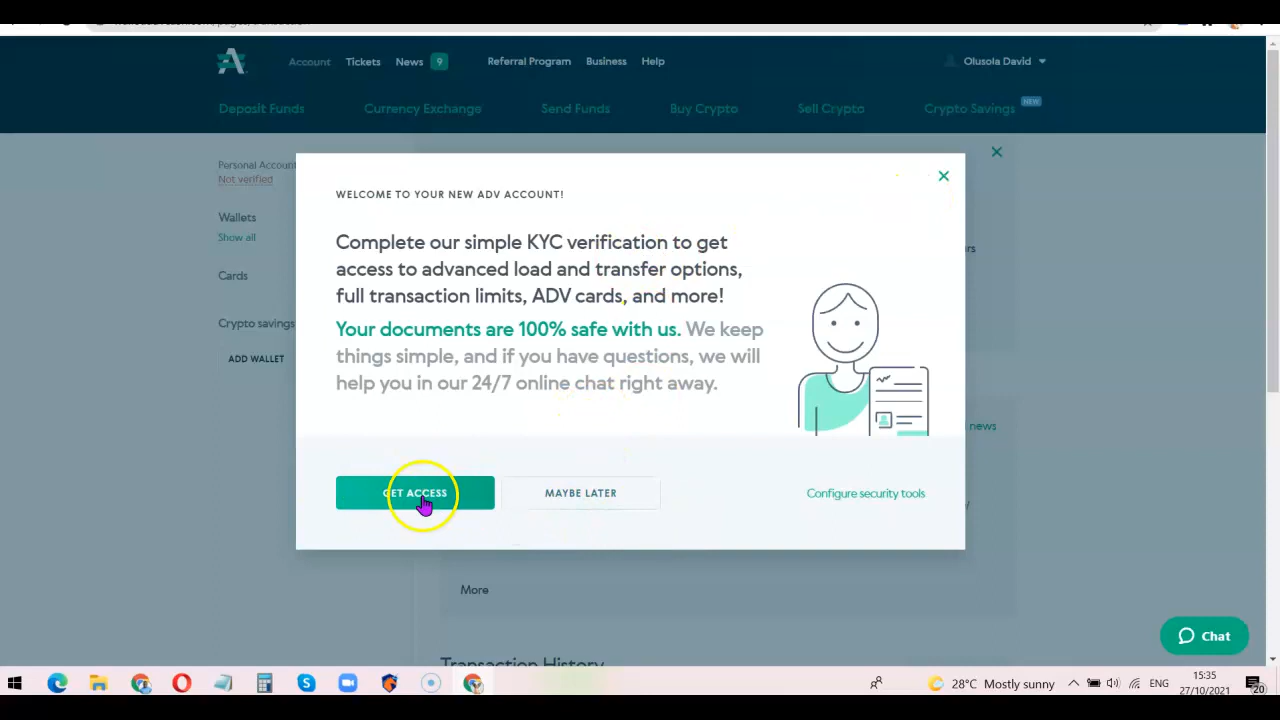 Account Tickets News 9 Referral Program Business Help Olusola David
Deposit Funds Currency Exchange Send Funds Buy Crypto Sell Crypto Crypto Savings NEW
Personal Account
Not verified
Wallets
Show all
Cards
Crypto savings
ADD WALLET
WELCOME TO YOUR NEW ADV ACCOUNT!
Complete our simple KYC verification to get
access to advanced load and transfer options,
full transaction limits, ADV cards, and more!
Your documents are 100% safe with us. We keep
things simple, and if you have questions, we will
help you in our 24/7 online chat right away.
GET ACCESS
MAYBE LATER
Configure security tools
news
More
Chat
Transaction History
28°C Mostly sunny
ENG
15:35
27/10/2021
20